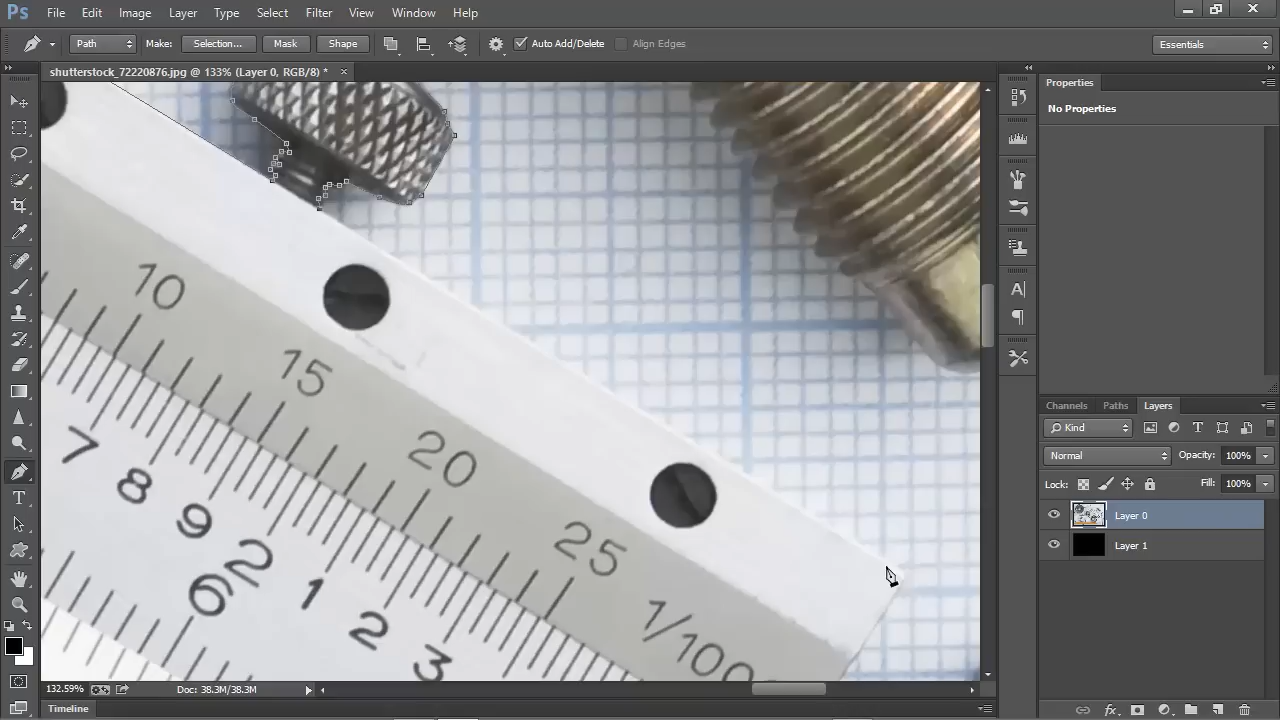 Ps File Edit Image Layer Type Select Filter View Window Help
Path Make: Selection... Mask Shape Auto Add/Delete Align Edges Essentials
shutterstock_72220876.jpg @ 133% (Layer 0, RGB/8) * ×
Properties
No Properties
10
15
20
25
1/100
7
8
9
2
6
1
2
3
Channels Paths Layers
Kind
Normal Opacity: 100%
Lock: Fill: 100%
Layer 0
Layer 1
132.59% Doc: 38.3M/38.3M
Timeline